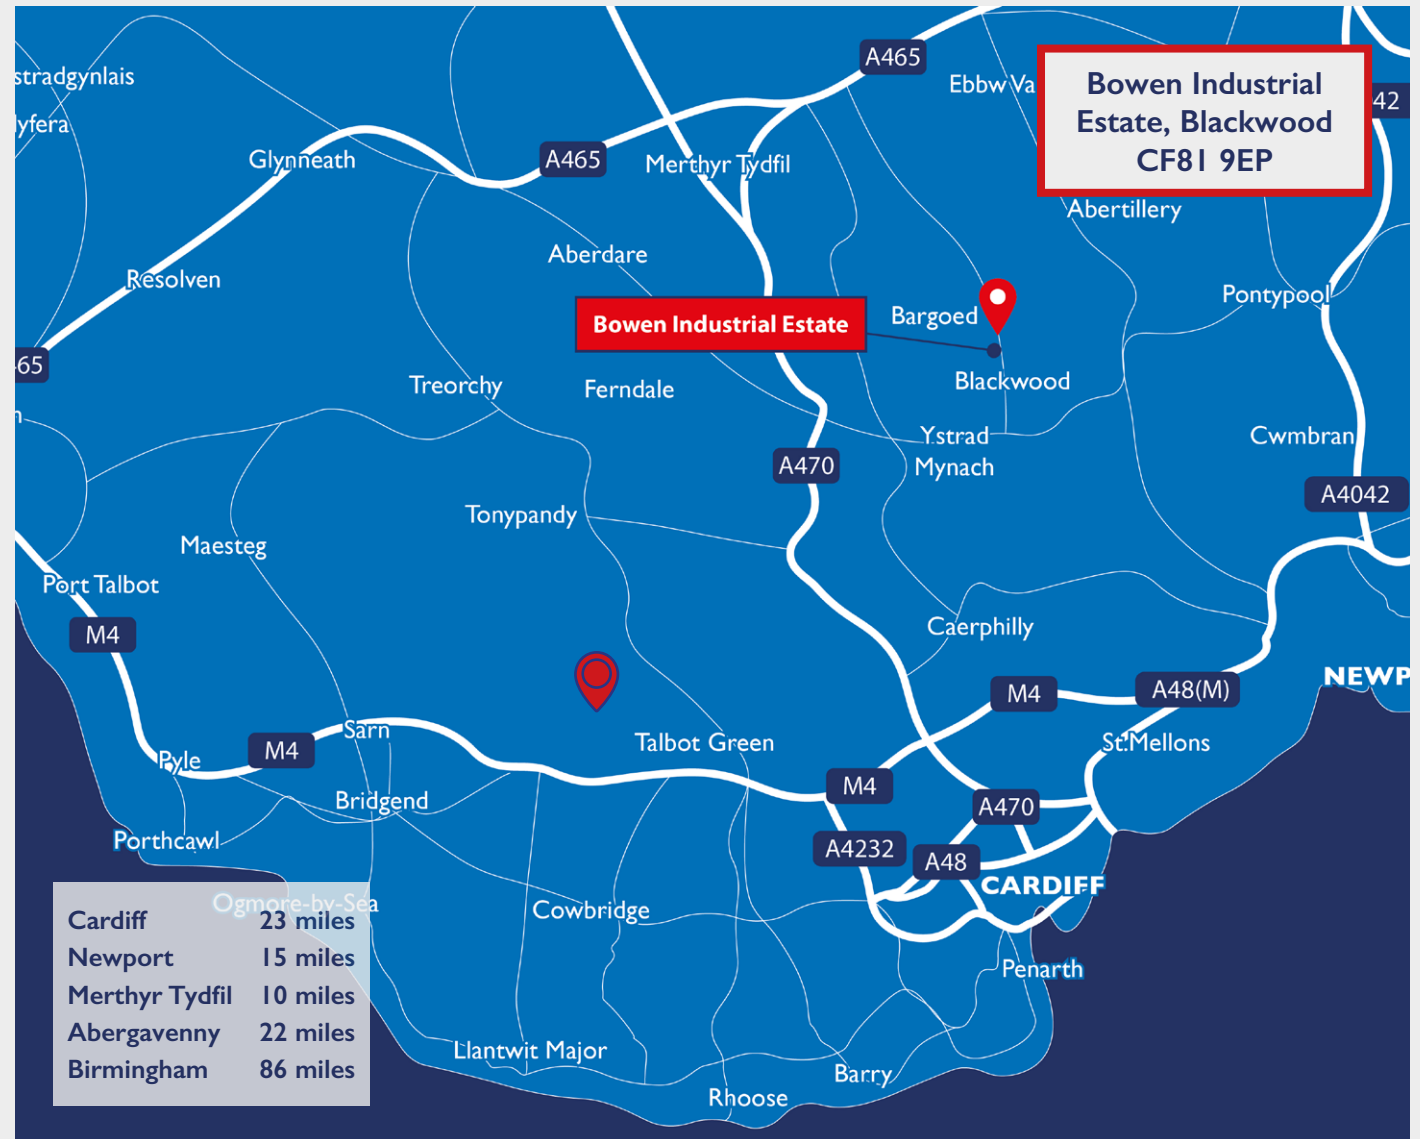 A465
stradgynlais
Ebbw Va
Bowen Industrial
Estate, Blackwood
CF81 9EP
42
lyfera
Glynneath
A465
Merthyr Tydfil
Abertillery
Aberdare
Resolven
Pontypool
Bargoed
Bowen Industrial Estate
65
Treorchy
Ferndale
Blackwood
Ystrad
Mynach
Cwmbran
A470
A4042
Tonypandy
Maesteg
Port Talbot
M4
Caerphilly
NEWP
M4
A48(M)
Sarn
Talbot Green
St.Mellons
M4
Pyle
M4
Bridgend
A470
Porthcawl
A4232
A48
CARDIFF
Ogmore-by-Sea
Cowbridge
Cardiff 23 miles
Newport 15 miles
Merthyr Tydfil 10 miles
Abergavenny 22 miles
Birmingham 86 miles
Penarth
Llantwit Major
Barry
Rhoose